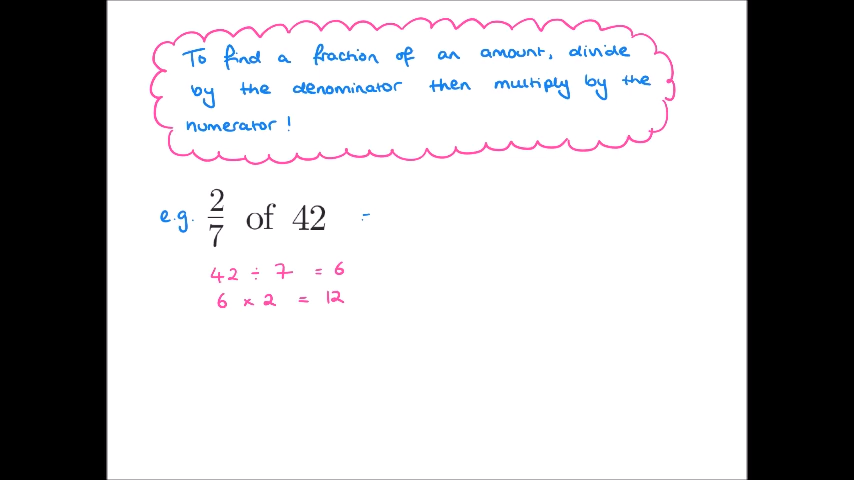 To find a fraction of an amount, divide
by the denominator then multiply by the
numerator!
e.g. 2/7 of 42 =
42 ÷ 7 = 6
6 × 2 = 12